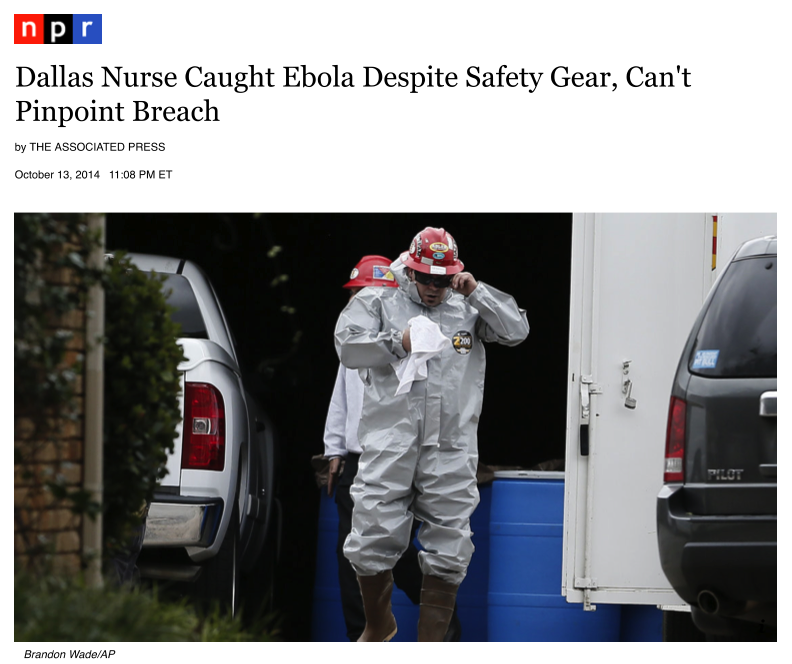 npr
Dallas Nurse Caught Ebola Despite Safety Gear, Can't
Pinpoint Breach
by THE ASSOCIATED PRESS
October 13, 2014 11:08 PM ET
Z200
PILOT
Brandon Wade/AP